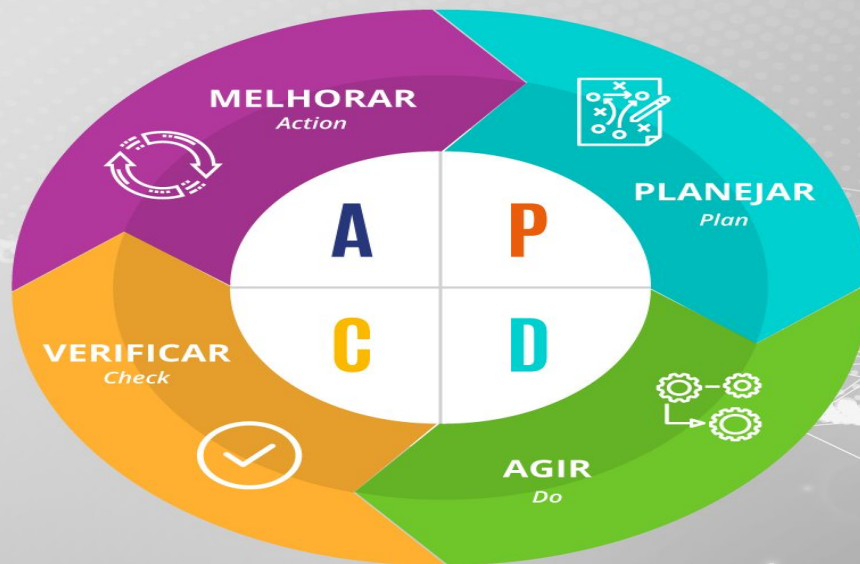 MELHORAR
Action
PLANEJAR
Plan
A P
C D
VERIFICAR
Check
AGIR
Do